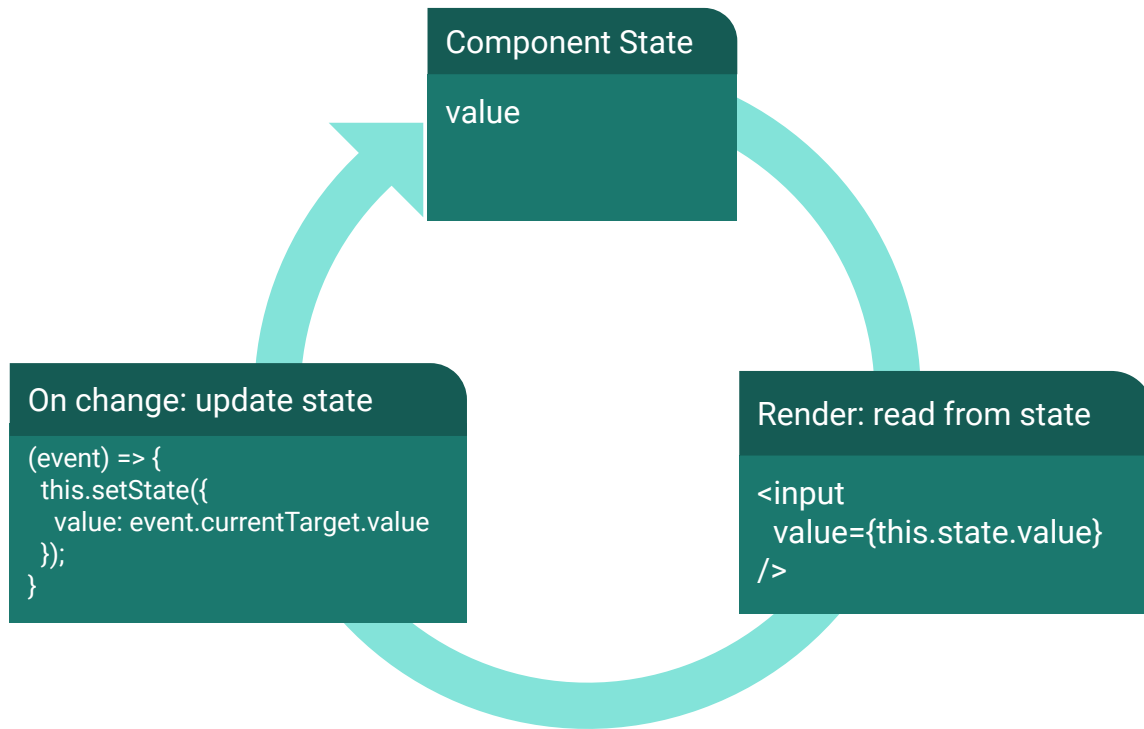 Component State
value
On change: update state
(event) => {
this.setState({
value: event.currentTarget.value
});
}
Render: read from state
<input
value={this.state.value}
/>